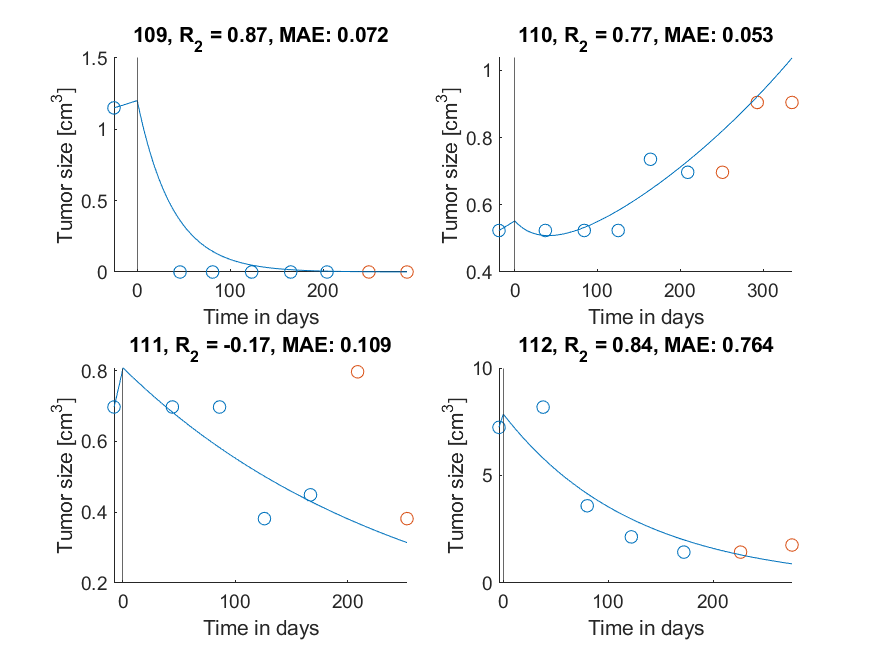 109, R2 = 0.87, MAE: 0.072
1.5
1
0.5
0
Tumor size [cm3]
0 100 200
Time in days
110, R2 = 0.77, MAE: 0.053
1
0.8
0.6
0.4
Tumor size [cm3]
0 100 200 300
Time in days
111, R2 = -0.17, MAE: 0.109
0.8
0.6
0.4
0.2
Tumor size [cm3]
0 100 200
Time in days
112, R2 = 0.84, MAE: 0.764
10
5
0
Tumor size [cm3]
0 100 200
Time in days